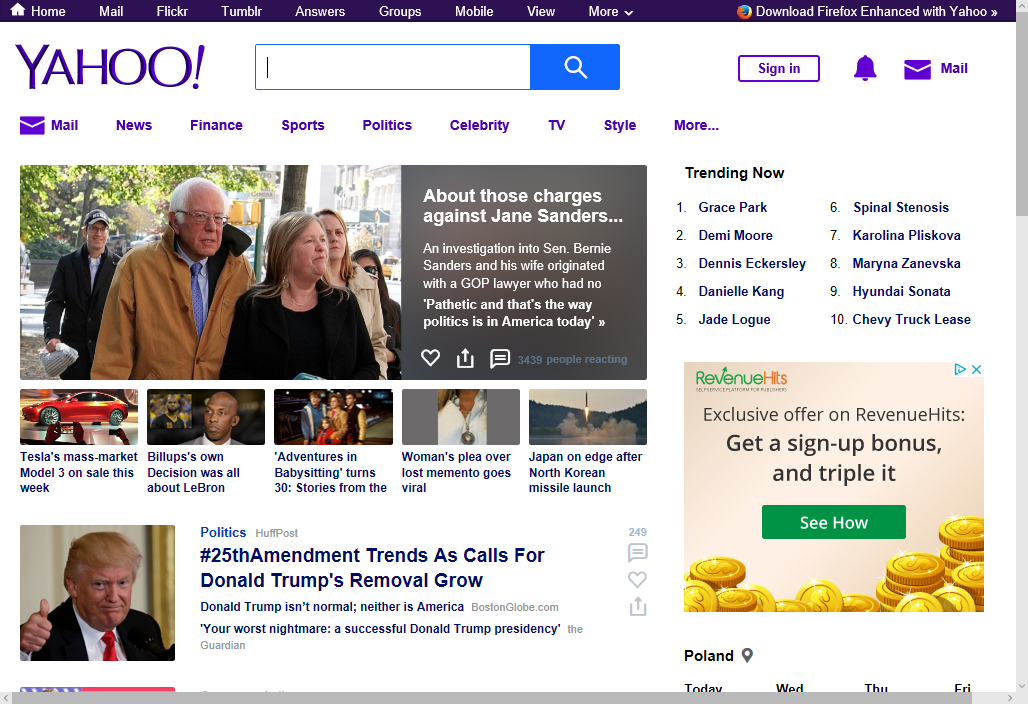 Home Mail Flickr Tumblr Answers Groups Mobile View More Download Firefox Enhanced with Yahoo »
YAHOO!
Sign in
Mail
Mail News Finance Sports Politics Celebrity TV Style More...
About those charges
against Jane Sanders...
An investigation into Sen. Bernie
Sanders and his wife originated
with a GOP lawyer who had no
'Pathetic and that's the way
politics is in America today' »
3439 people reacting
Tesla's mass-market
Model 3 on sale this
week
Billups's own
Decision was all
about LeBron
'Adventures in
Babysitting' turns
30: Stories from the
Woman's plea over
lost memento goes
viral
Japan on edge after
North Korean
missile launch
Politics HuffPost
#25thAmendment Trends As Calls For
Donald Trump's Removal Grow
Donald Trump isn't normal; neither is America BostonGlobe.com
'Your worst nightmare: a successful Donald Trump presidency' the
Guardian
249
Trending Now
1. Grace Park
2. Demi Moore
3. Dennis Eckersley
4. Danielle Kang
5. Jade Logue
6. Spinal Stenosis
7. Karolina Pliskova
8. Maryna Zanevska
9. Hyundai Sonata
10. Chevy Truck Lease
RevenueHits
SELF SERVICE PLATFORM FOR PUBLISHERS
Exclusive offer on RevenueHits:
Get a sign-up bonus,
and triple it
See How
Poland
Today Wed Thu Fri